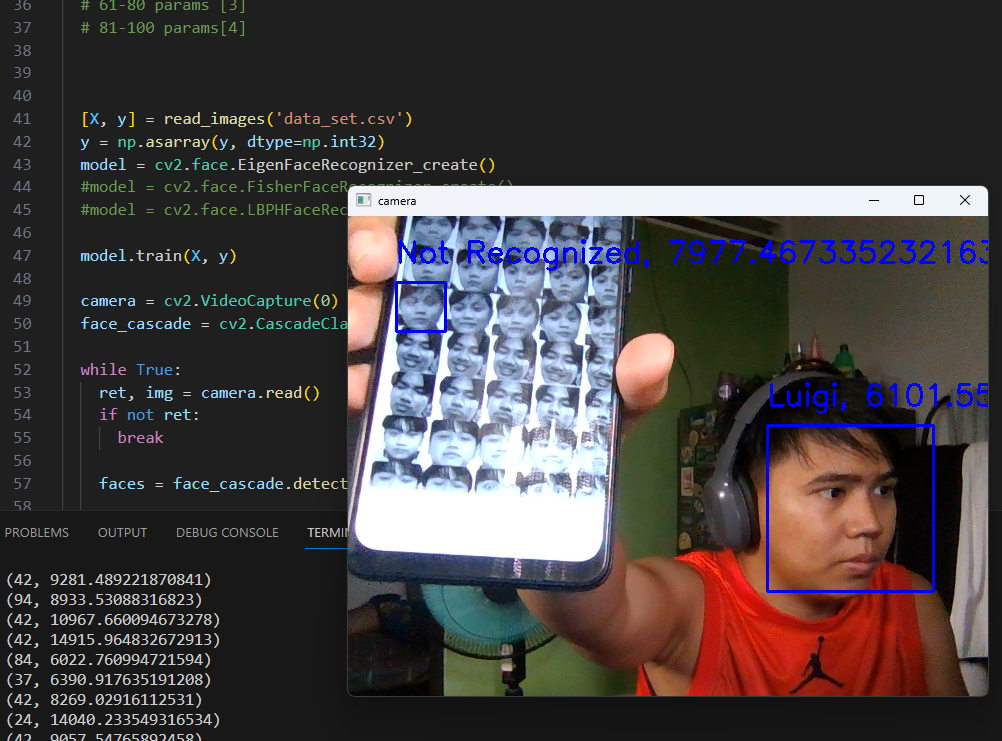 36 # 61-80 params [3]
37 # 81-100 params[4]
38
39
40
41 [X, y] = read_images('data_set.csv')
42 y = np.asarray(y, dtype=np.int32)
43 model = cv2.face.EigenFaceRecognizer_create()
44 #model = cv2.face.FisherFaceRecognizer_create()
45 #model = cv2.face.LBPHFaceRec
46
47 model.train(X, y)
48
49 camera = cv2.VideoCapture(0)
50 face_cascade = cv2.CascadeCla
51
52 while True:
53 ret, img = camera.read()
54 if not ret:
55 break
56
57 faces = face_cascade.detect
58
camera
Not Recognized, 7977.467335232163
Luigi, 6101.55
PROBLEMS OUTPUT DEBUG CONSOLE TERMIN
(42, 9281.489221870841)
(94, 8933.53088316823)
(42, 10967.660094673278)
(42, 14915.964832672913)
(84, 6022.760994721594)
(37, 6390.917635191208)
(42, 8269.02916112531)
(24, 14040.233549316534)
(42, 9057.54765892458)